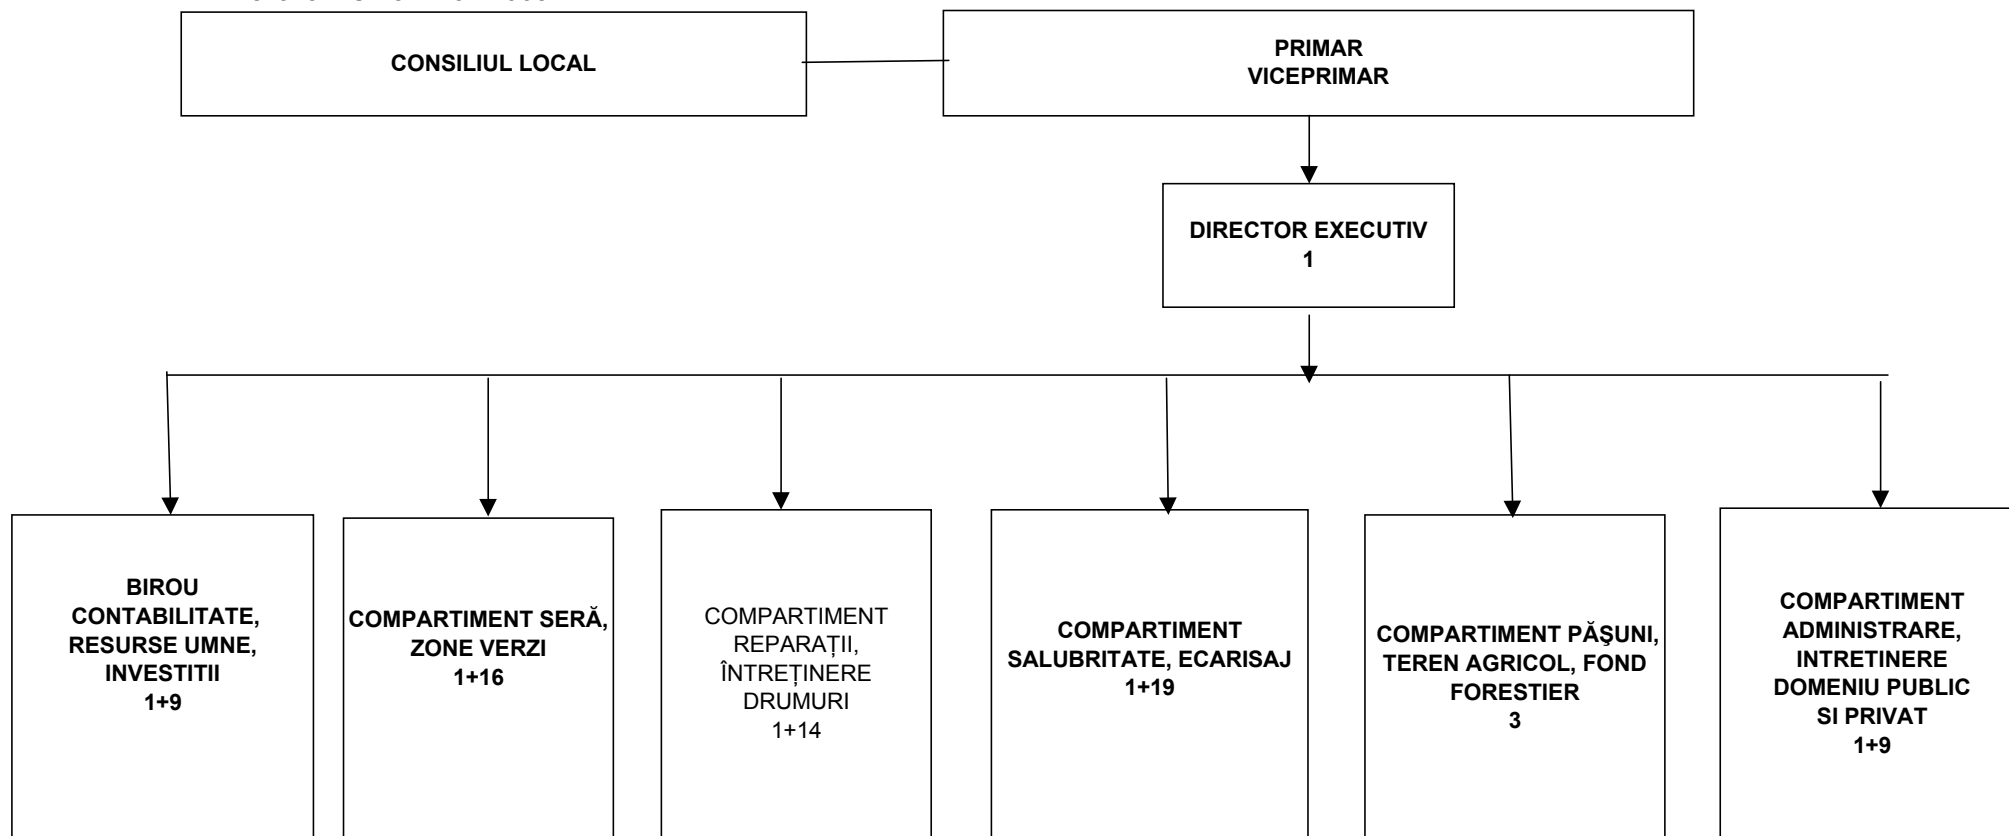 CONSILIUL LOCAL
PRIMAR
VICEPRIMAR
DIRECTOR EXECUTIV
1
BIROU
CONTABILITATE,
RESURSE UMNE,
INVESTITII
1+9
COMPARTIMENT SERĂ,
ZONE VERZI
1+16
COMPARTIMENT
REPARAȚII,
ÎNTREȚINERE
DRUMURI
1+14
COMPARTIMENT
SALUBRITATE, ECARISAJ
1+19
COMPARTIMENT PĂŞUNI,
TEREN AGRICOL, FOND
FORESTIER
3
COMPARTIMENT
ADMINISTRARE,
INTRETINERE
DOMENIU PUBLIC
SI PRIVAT
1+9